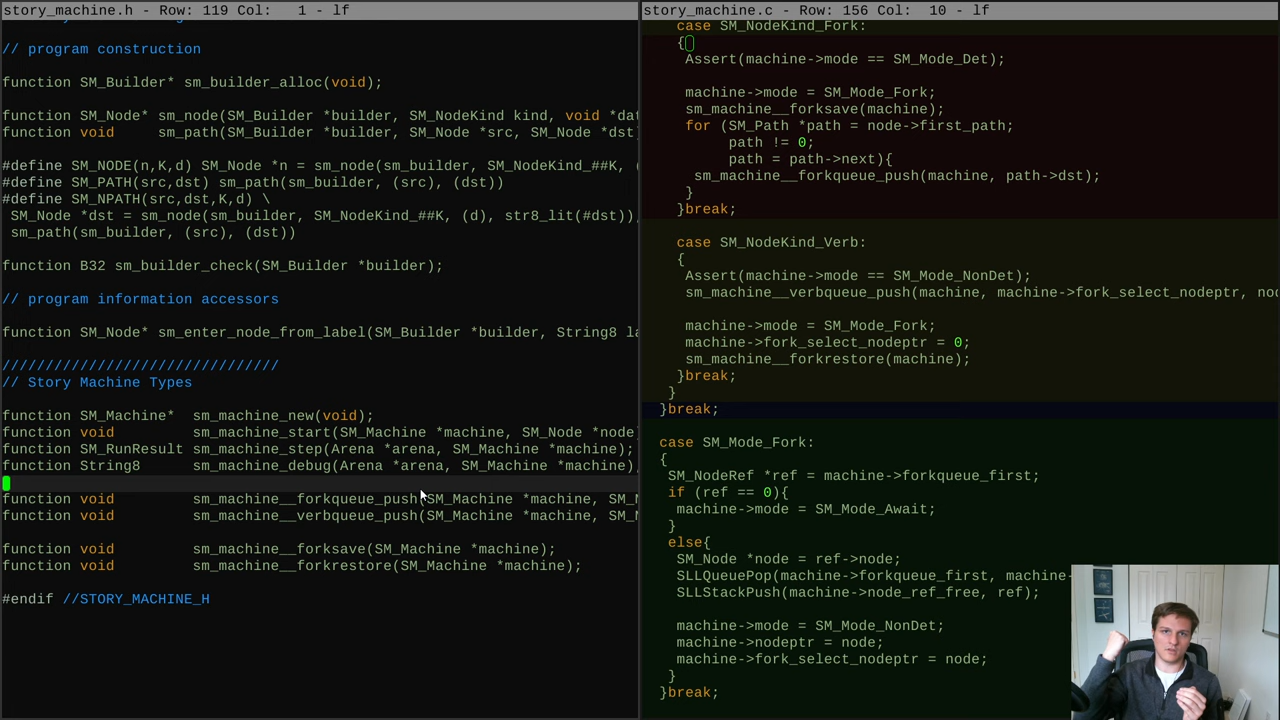 story_machine.h - Row: 119 Col:   1 - lf
// program construction
function SM_Builder* sm_builder_alloc(void);
function SM_Node* sm_node(SM_Builder *builder, SM_NodeKind kind, void *dat
function void     sm_path(SM_Builder *builder, SM_Node *src, SM_Node *dst
#define SM_NODE(n,K,d) SM_Node *n = sm_node(sm_builder, SM_NodeKind_##K, (
#define SM_PATH(src,dst) sm_path(sm_builder, (src), (dst))
#define SM_NPATH(src,dst,K,d) \
SM_Node *dst = sm_node(sm_builder, SM_NodeKind_##K, (d), str8_lit(#dst));
sm_path(sm_builder, (src), (dst))
function B32 sm_builder_check(SM_Builder *builder);
// program information accessors
function SM_Node* sm_enter_node_from_label(SM_Builder *builder, String8 la
////////////////////////////////
// Story Machine Types
function SM_Machine*  sm_machine_new(void);
function void         sm_machine_start(SM_Machine *machine, SM_Node *node)
function SM_RunResult sm_machine_step(Arena *arena, SM_Machine *machine);
function String8      sm_machine_debug(Arena *arena, SM_Machine *machine);
function void         sm_machine__forkqueue_push(SM_Machine *machine, SM_N
function void         sm_machine__verbqueue_push(SM_Machine *machine, SM_N
function void         sm_machine__forksave(SM_Machine *machine);
function void         sm_machine__forkrestore(SM_Machine *machine);
#endif //STORY_MACHINE_H
story_machine.c - Row: 156 Col:  10 - lf
case SM_NodeKind_Fork:
{
Assert(machine->mode == SM_Mode_Det);
machine->mode = SM_Mode_Fork;
sm_machine__forksave(machine);
for (SM_Path *path = node->first_path;
path != 0;
path = path->next){
sm_machine__forkqueue_push(machine, path->dst);
}
}break;
case SM_NodeKind_Verb:
{
Assert(machine->mode == SM_Mode_NonDet);
sm_machine__verbqueue_push(machine, machine->fork_select_nodeptr, no
machine->mode = SM_Mode_Fork;
machine->fork_select_nodeptr = 0;
sm_machine__forkrestore(machine);
}break;
}
}break;
case SM_Mode_Fork:
{
SM_NodeRef *ref = machine->forkqueue_first;
if (ref == 0){
machine->mode = SM_Mode_Await;
}
else{
SM_Node *node = ref->node;
SLLQueuePop(machine->forkqueue_first, machine-
SLLStackPush(machine->node_ref_free, ref);
machine->mode = SM_Mode_NonDet;
machine->nodeptr = node;
machine->fork_select_nodeptr = node;
}
}break;